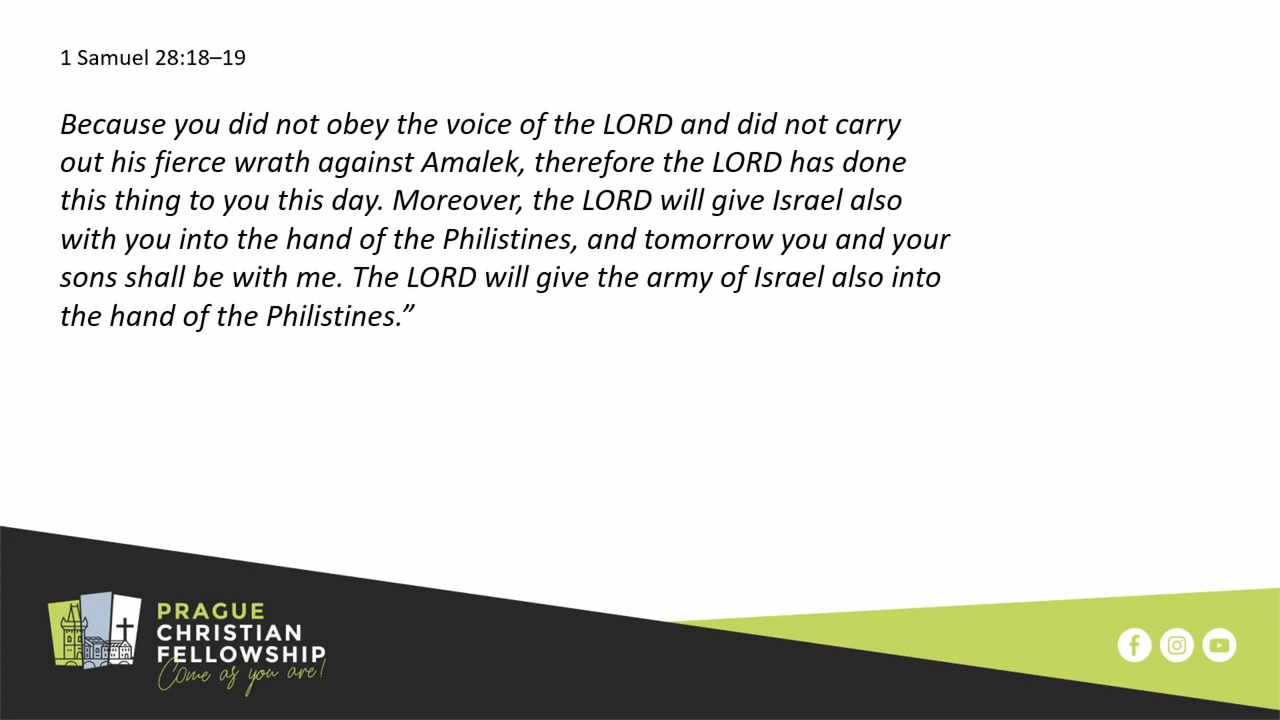 1 Samuel 28:18–19
Because you did not obey the voice of the LORD and did not carry
out his fierce wrath against Amalek, therefore the LORD has done
this thing to you this day. Moreover, the LORD will give Israel also
with you into the hand of the Philistines, and tomorrow you and your
sons shall be with me. The LORD will give the army of Israel also into
the hand of the Philistines.”
PRAGUE
CHRISTIAN
FELLOWSHIP
Come as you are!